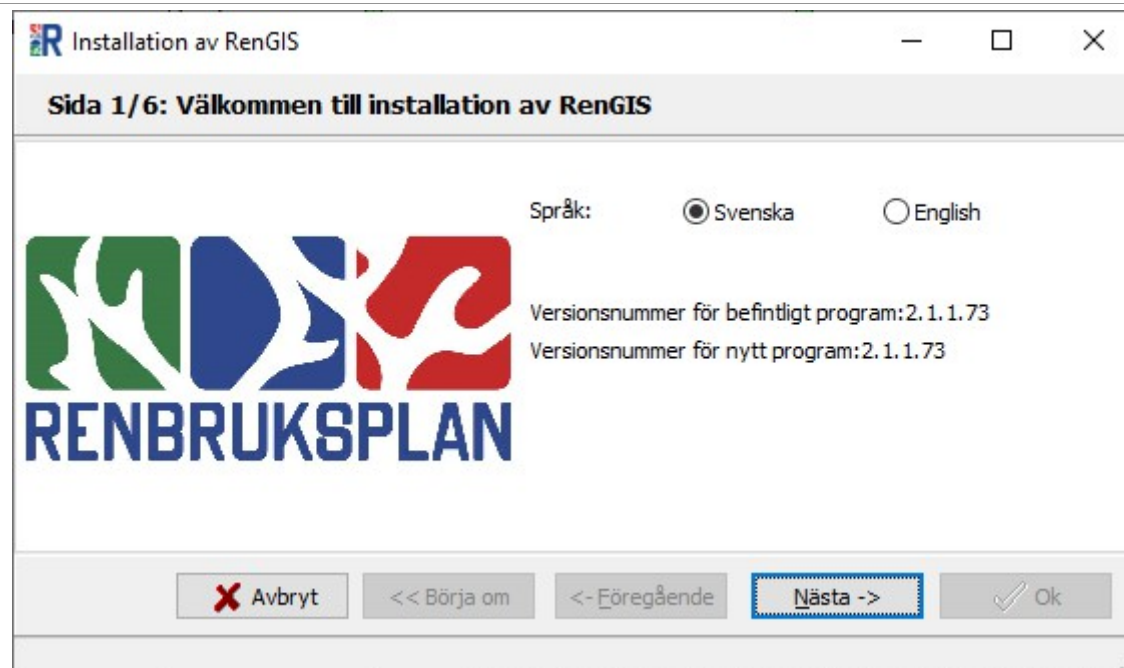 Installation av RenGIS
Sida 1/6: Välkommen till installation av RenGIS
Språk: Svenska English
Versionsnummer för befintligt program:2.1.1.73
Versionsnummer för nytt program:2.1.1.73
RENBRUKSPLAN
Avbryt << Börja om <- Föregående Nästa -> Ok